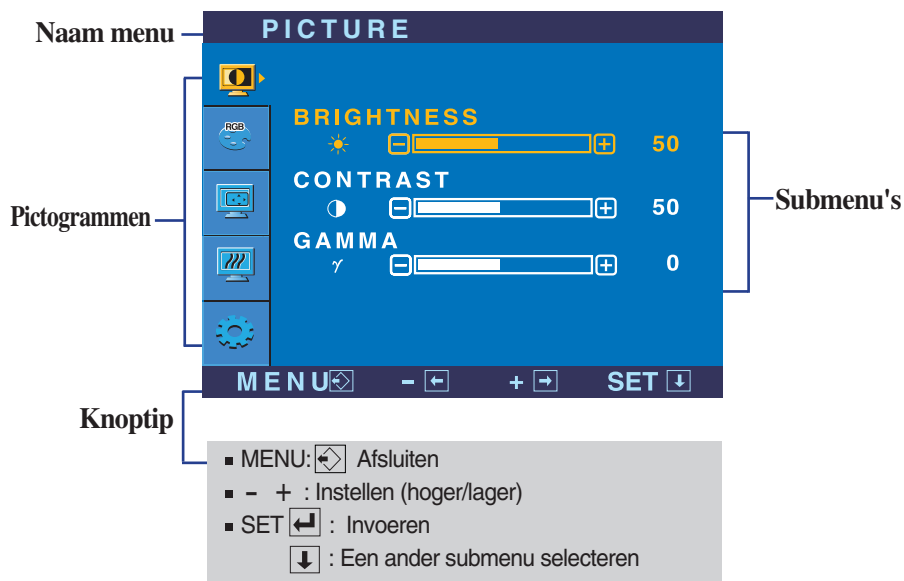 Naam menu
PICTURE
RGB
BRIGHTNESS
50
CONTRAST
50
GAMMA
γ
0
Pictogrammen
Submenu's
MENU – ← + → SET ↓
Knoptip
▪ MENU: Afsluiten
▪ – + : Instellen (hoger/lager)
▪ SET ↵ : Invoeren
↓ : Een ander submenu selecteren